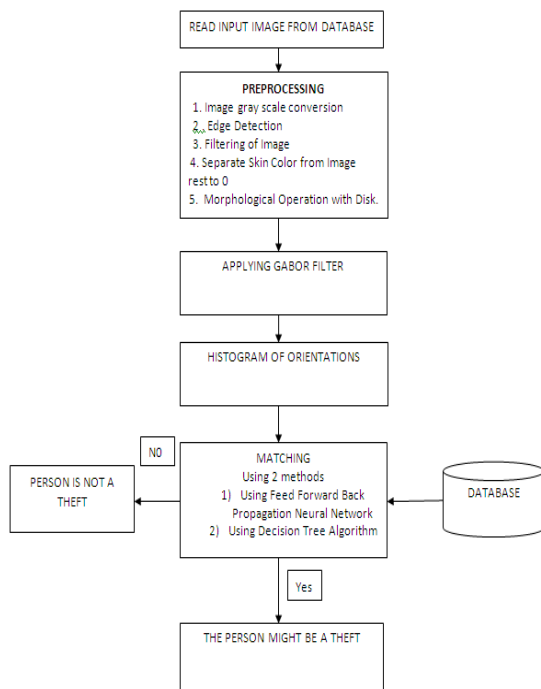 READ INPUT IMAGE FROM DATABASE
PREPROCESSING
1. Image gray scale conversion
2. Edge Detection
3. Filtering of Image
4. Separate Skin Color from Image
rest to 0
5. Morphological Operation with Disk.
APPLYING GABOR FILTER
HISTOGRAM OF ORIENTATIONS
N0
MATCHING
Using 2 methods
1) Using Feed Forward Back
Propagation Neural Network
2) Using Decision Tree Algorithm
PERSON IS NOT A
THEFT
DATABASE
Yes
THE PERSON MIGHT BE A THEFT